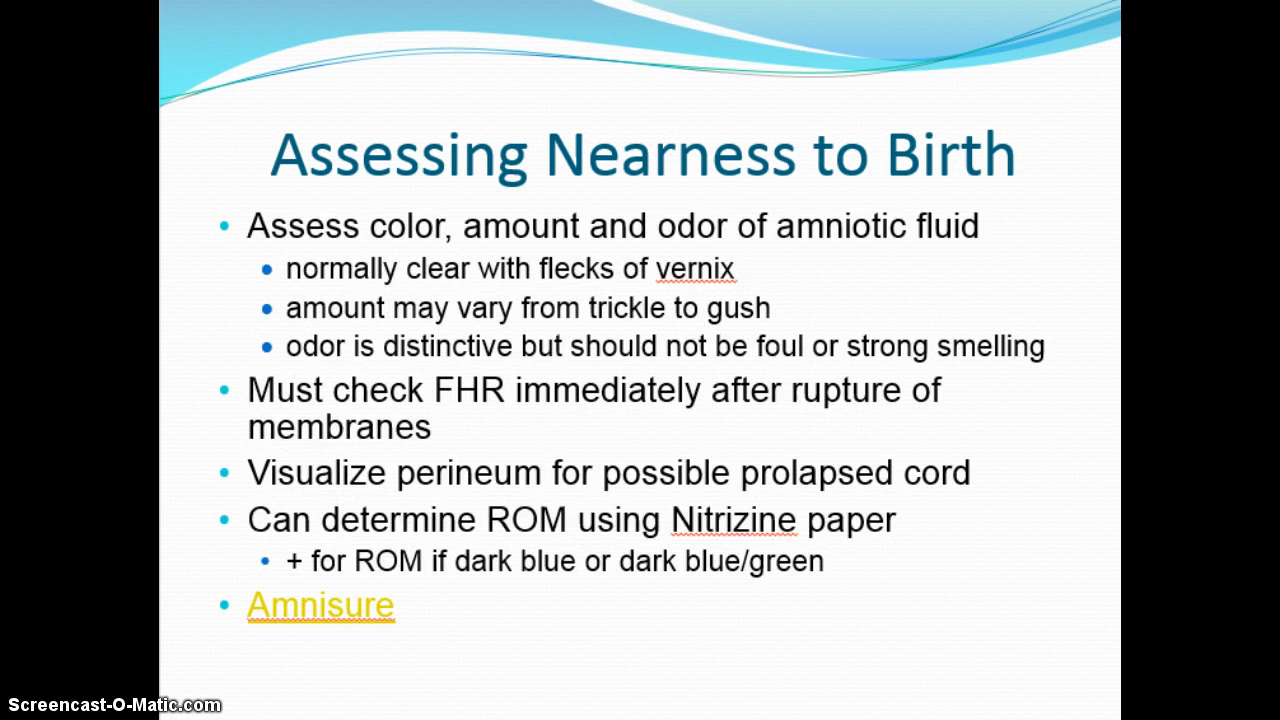 Assessing Nearness to Birth
• Assess color, amount and odor of amniotic fluid
• normally clear with flecks of vernix
• amount may vary from trickle to gush
• odor is distinctive but should not be foul or strong smelling
• Must check FHR immediately after rupture of
membranes
• Visualize perineum for possible prolapsed cord
• Can determine ROM using Nitrizine paper
• + for ROM if dark blue or dark blue/green
• Amnisure
Screencast-O-Matic.com